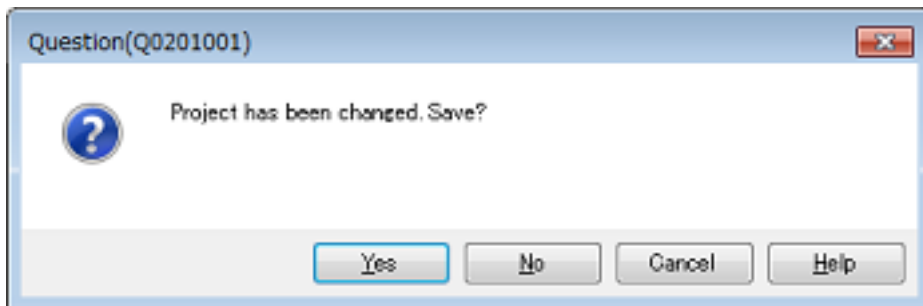 Question(Q0201001)
Project has been changed. Save?
Yes No Cancel Help